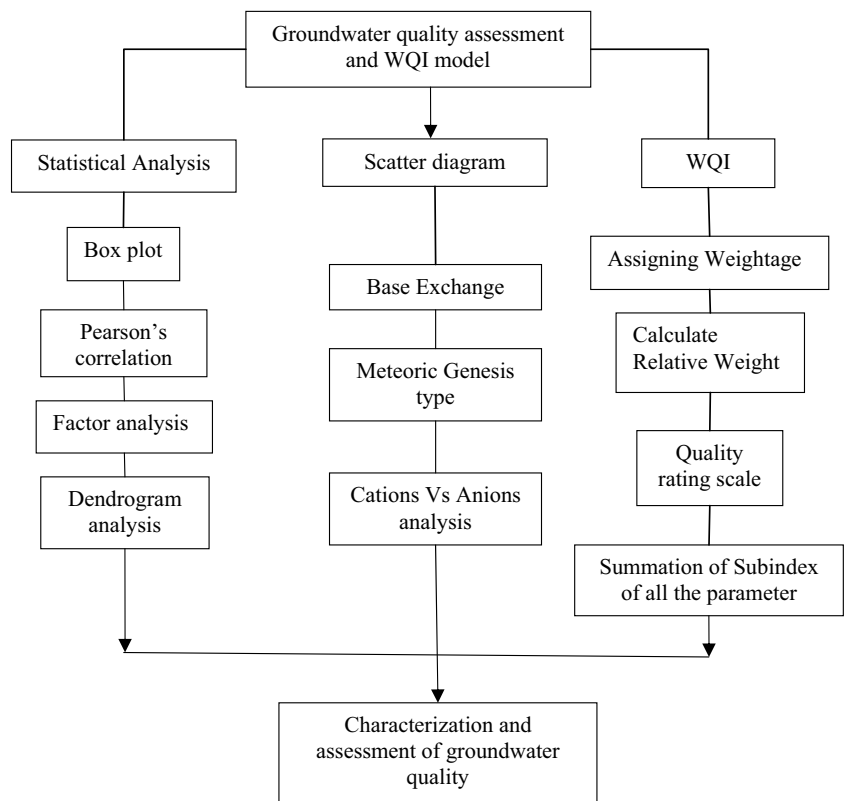 Groundwater quality assessment
and WQI model
Statistical Analysis
Scatter diagram
WQI
Box plot
Assigning Weightage
Base Exchange
Pearson’s
correlation
Calculate
Relative Weight
Meteoric Genesis
type
Factor analysis
Quality
rating scale
Dendrogram
analysis
Cations Vs Anions
analysis
Summation of Subindex
of all the parameter
Characterization and
assessment of groundwater
quality